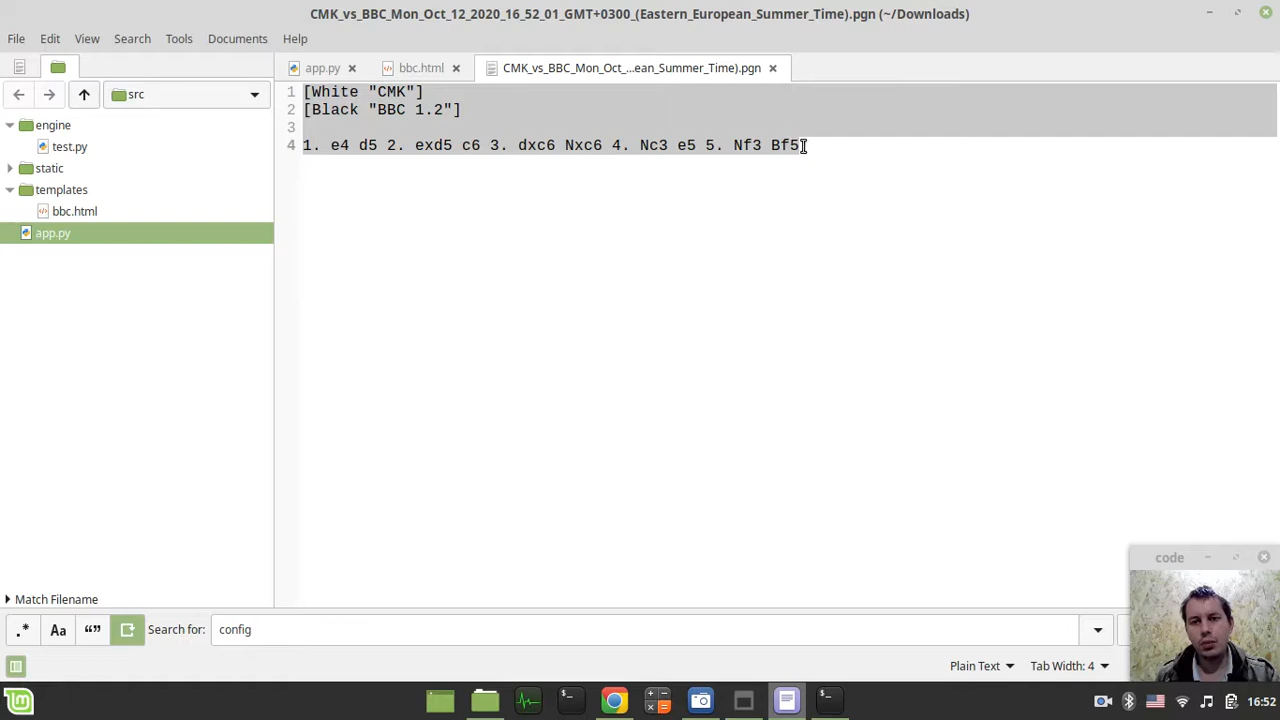 CMK_vs_BBC_Mon_Oct_12_2020_16_52_01_GMT+0300_(Eastern_European_Summer_Time).pgn (~/Downloads)
File Edit View Search Tools Documents Help
app.py
bbc.html
CMK_vs_BBC_Mon_Oct_...ean_Summer_Time).pgn
src
engine
test.py
static
templates
bbc.html
app.py
1 [White "CMK"]
2 [Black "BBC 1.2"]
3
4 1. e4 d5 2. exd5 c6 3. dxc6 Nxc6 4. Nc3 e5 5. Nf3 Bf5
Match Filename
code
.* Aa “” Search for: config
Plain Text Tab Width: 4
16:52